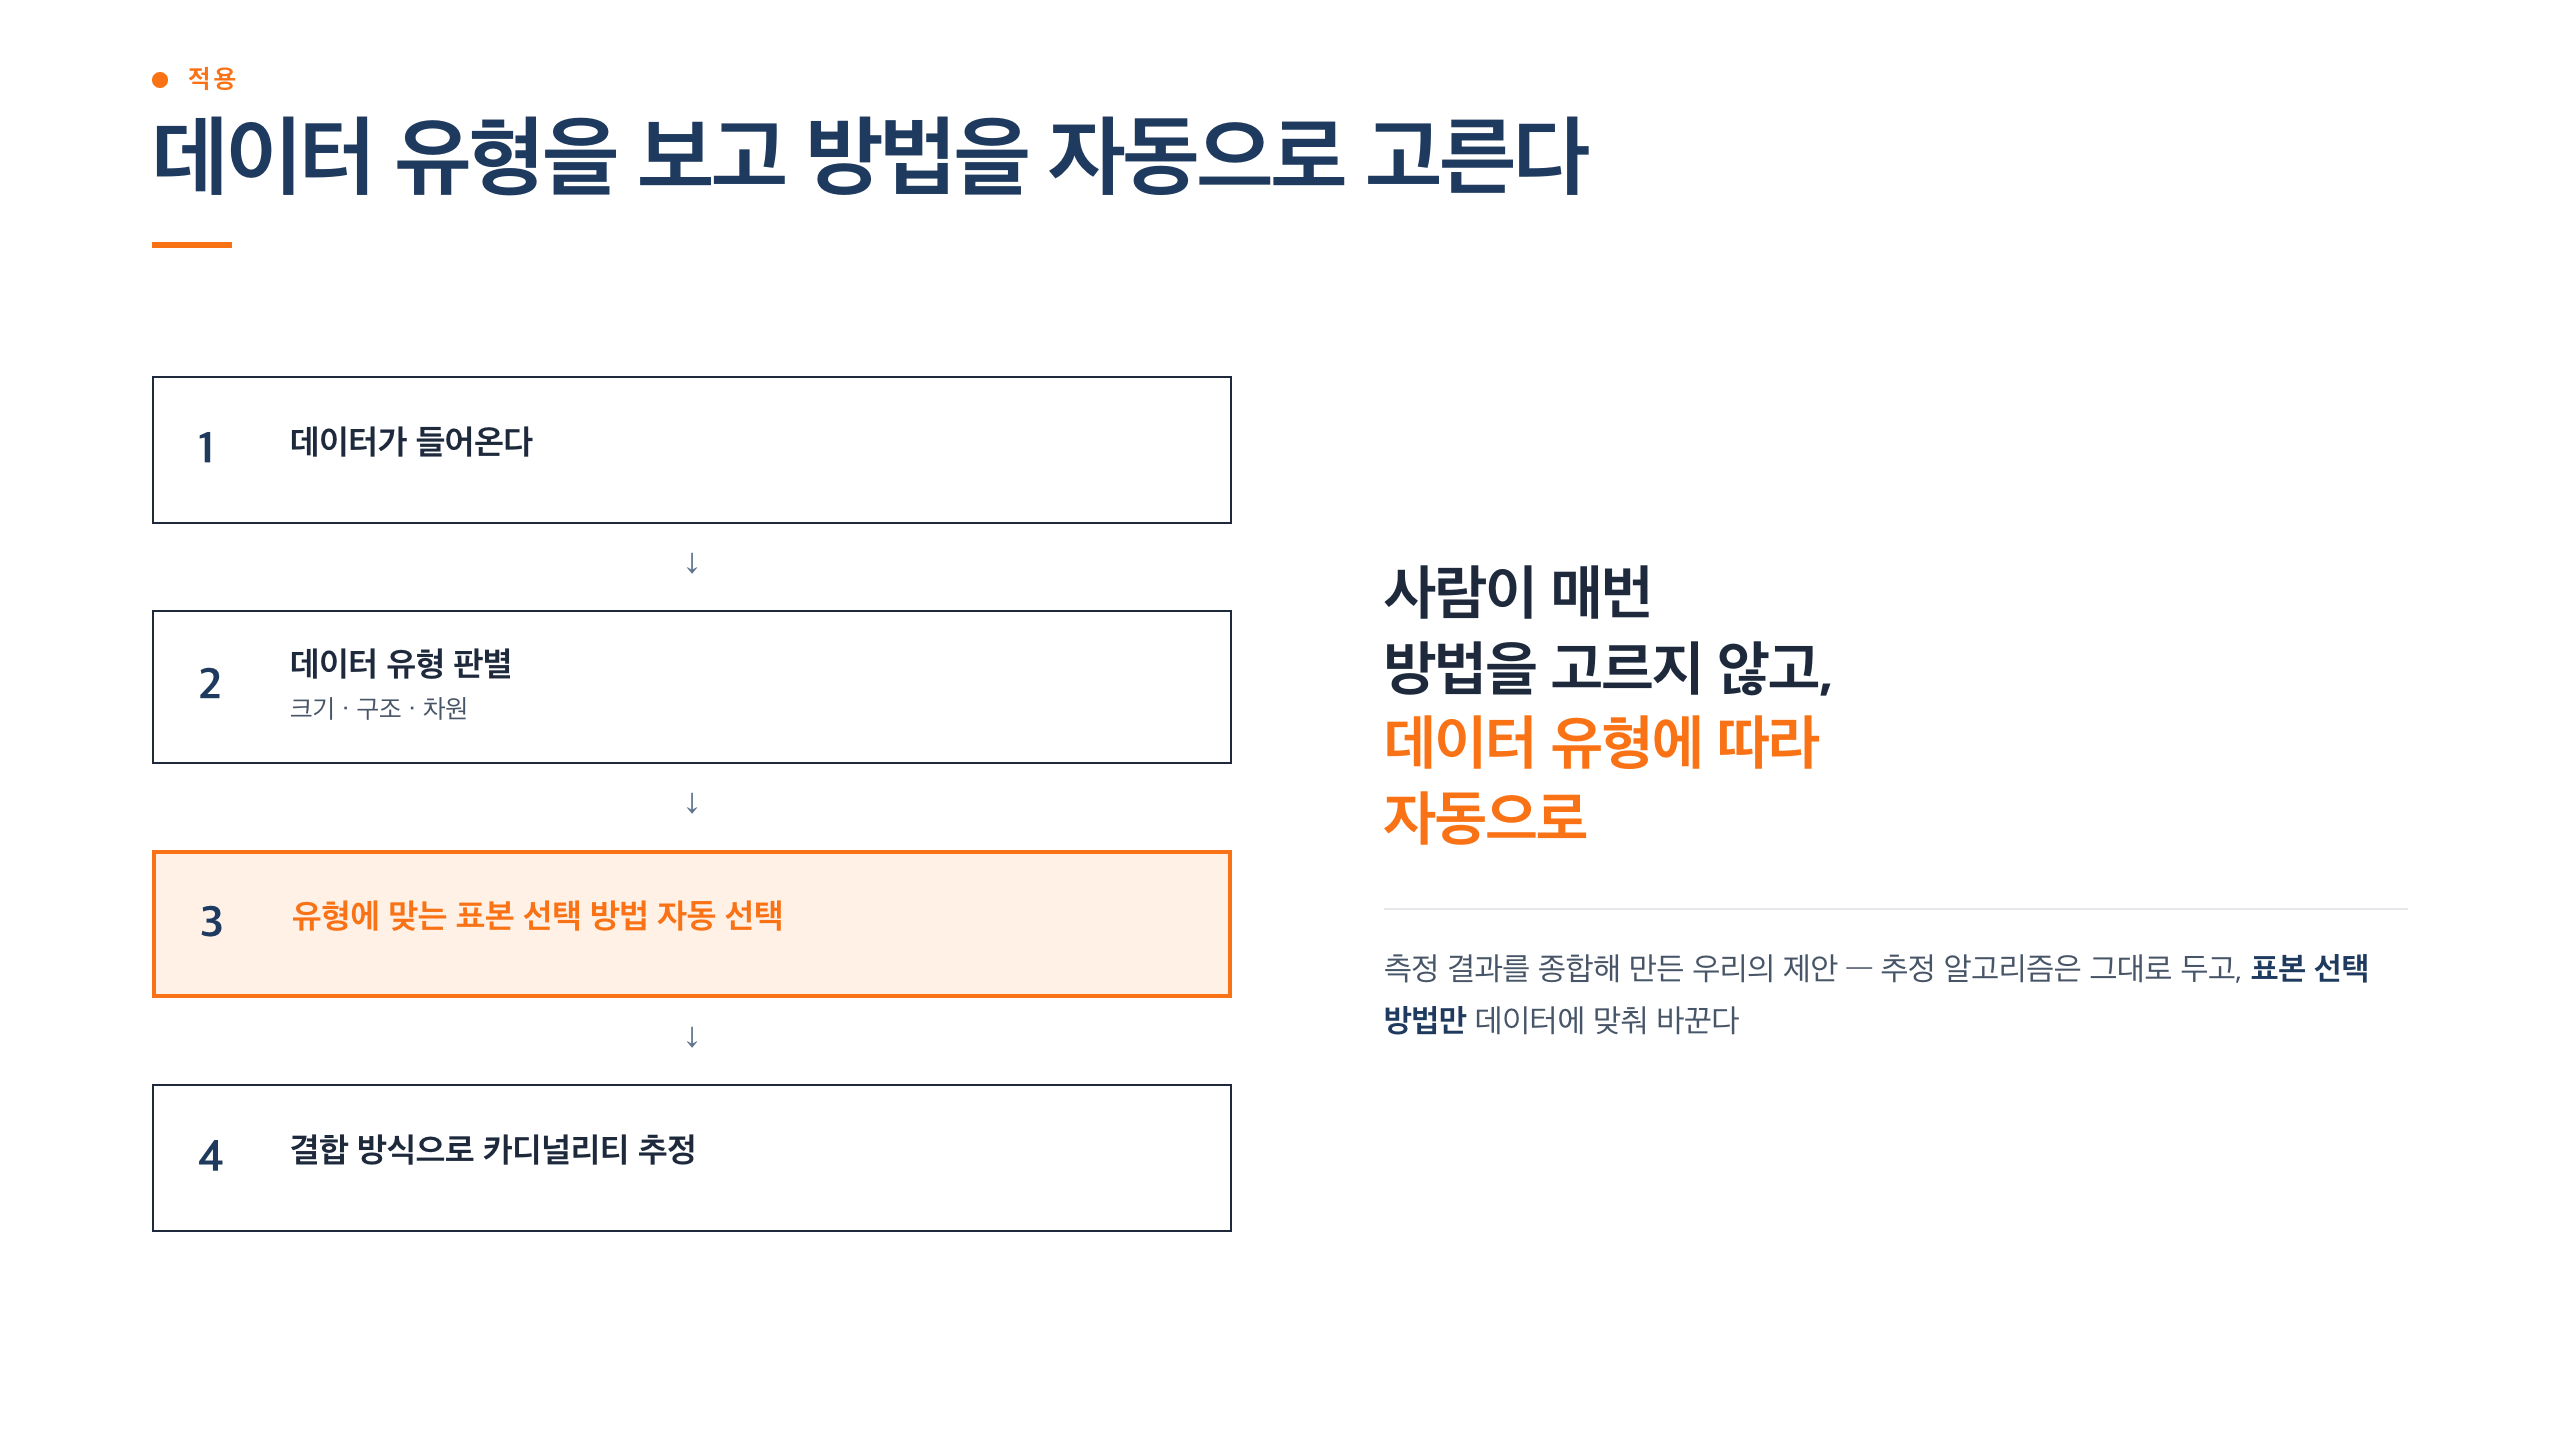 적용
데이터 유형을 보고 방법을 자동으로 고른다
1 데이터가 들어온다
↓
2 데이터 유형 판별
크기 · 구조 · 차원
↓
3 유형에 맞는 표본 선택 방법 자동 선택
↓
4 결합 방식으로 카디널리티 추정
사람이 매번
방법을 고르지 않고,
데이터 유형에 따라
자동으로
측정 결과를 종합해 만든 우리의 제안 — 추정 알고리즘은 그대로 두고, 표본 선택
방법만 데이터에 맞춰 바꾼다